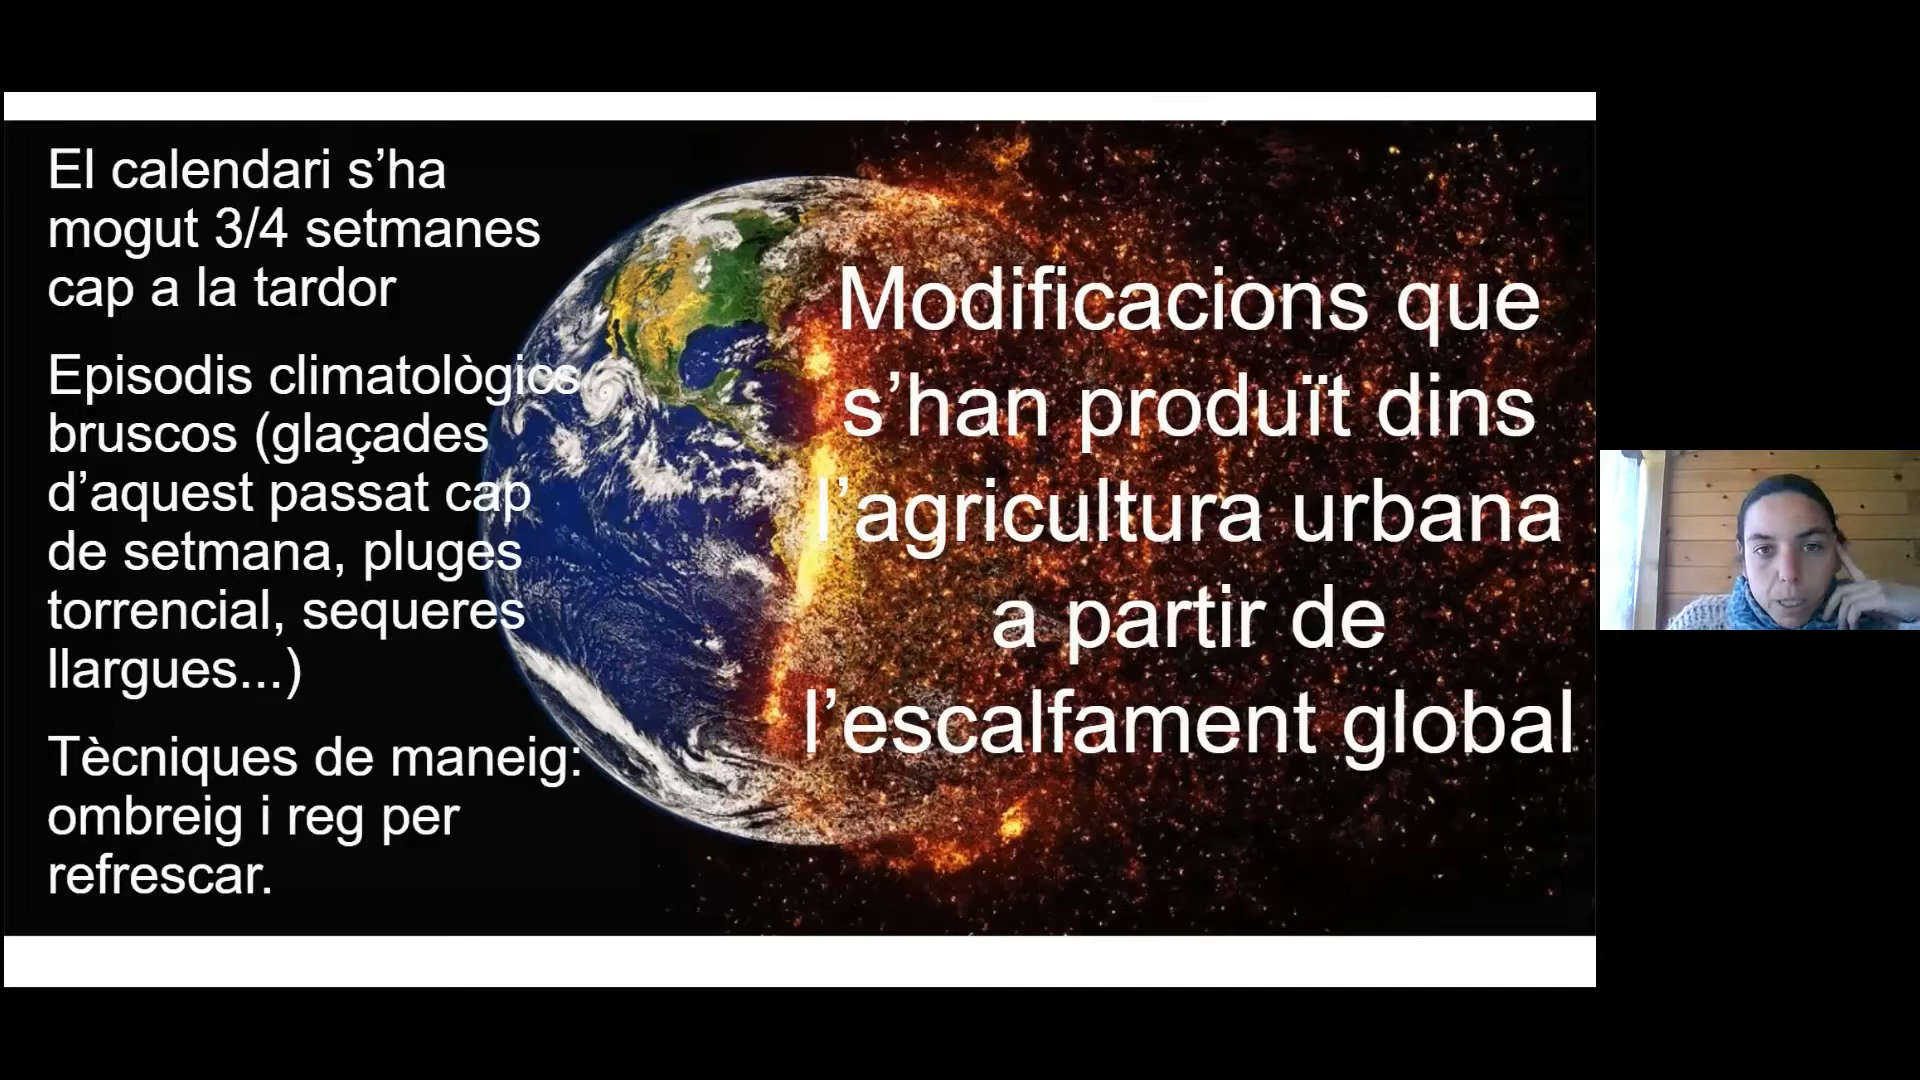 El calendari s’ha
mogut 3/4 setmanes
cap a la tardor
Episodis climatològics
bruscos (glaçades
d’aquest passat cap
de setmana, pluges
torrencial, sequeres
llargues...)
Tècniques de maneig:
ombreig i reg per
refrescar.
Modificacions que
s’han produït dins
l’agricultura urbana
a partir de
l’escalfament global